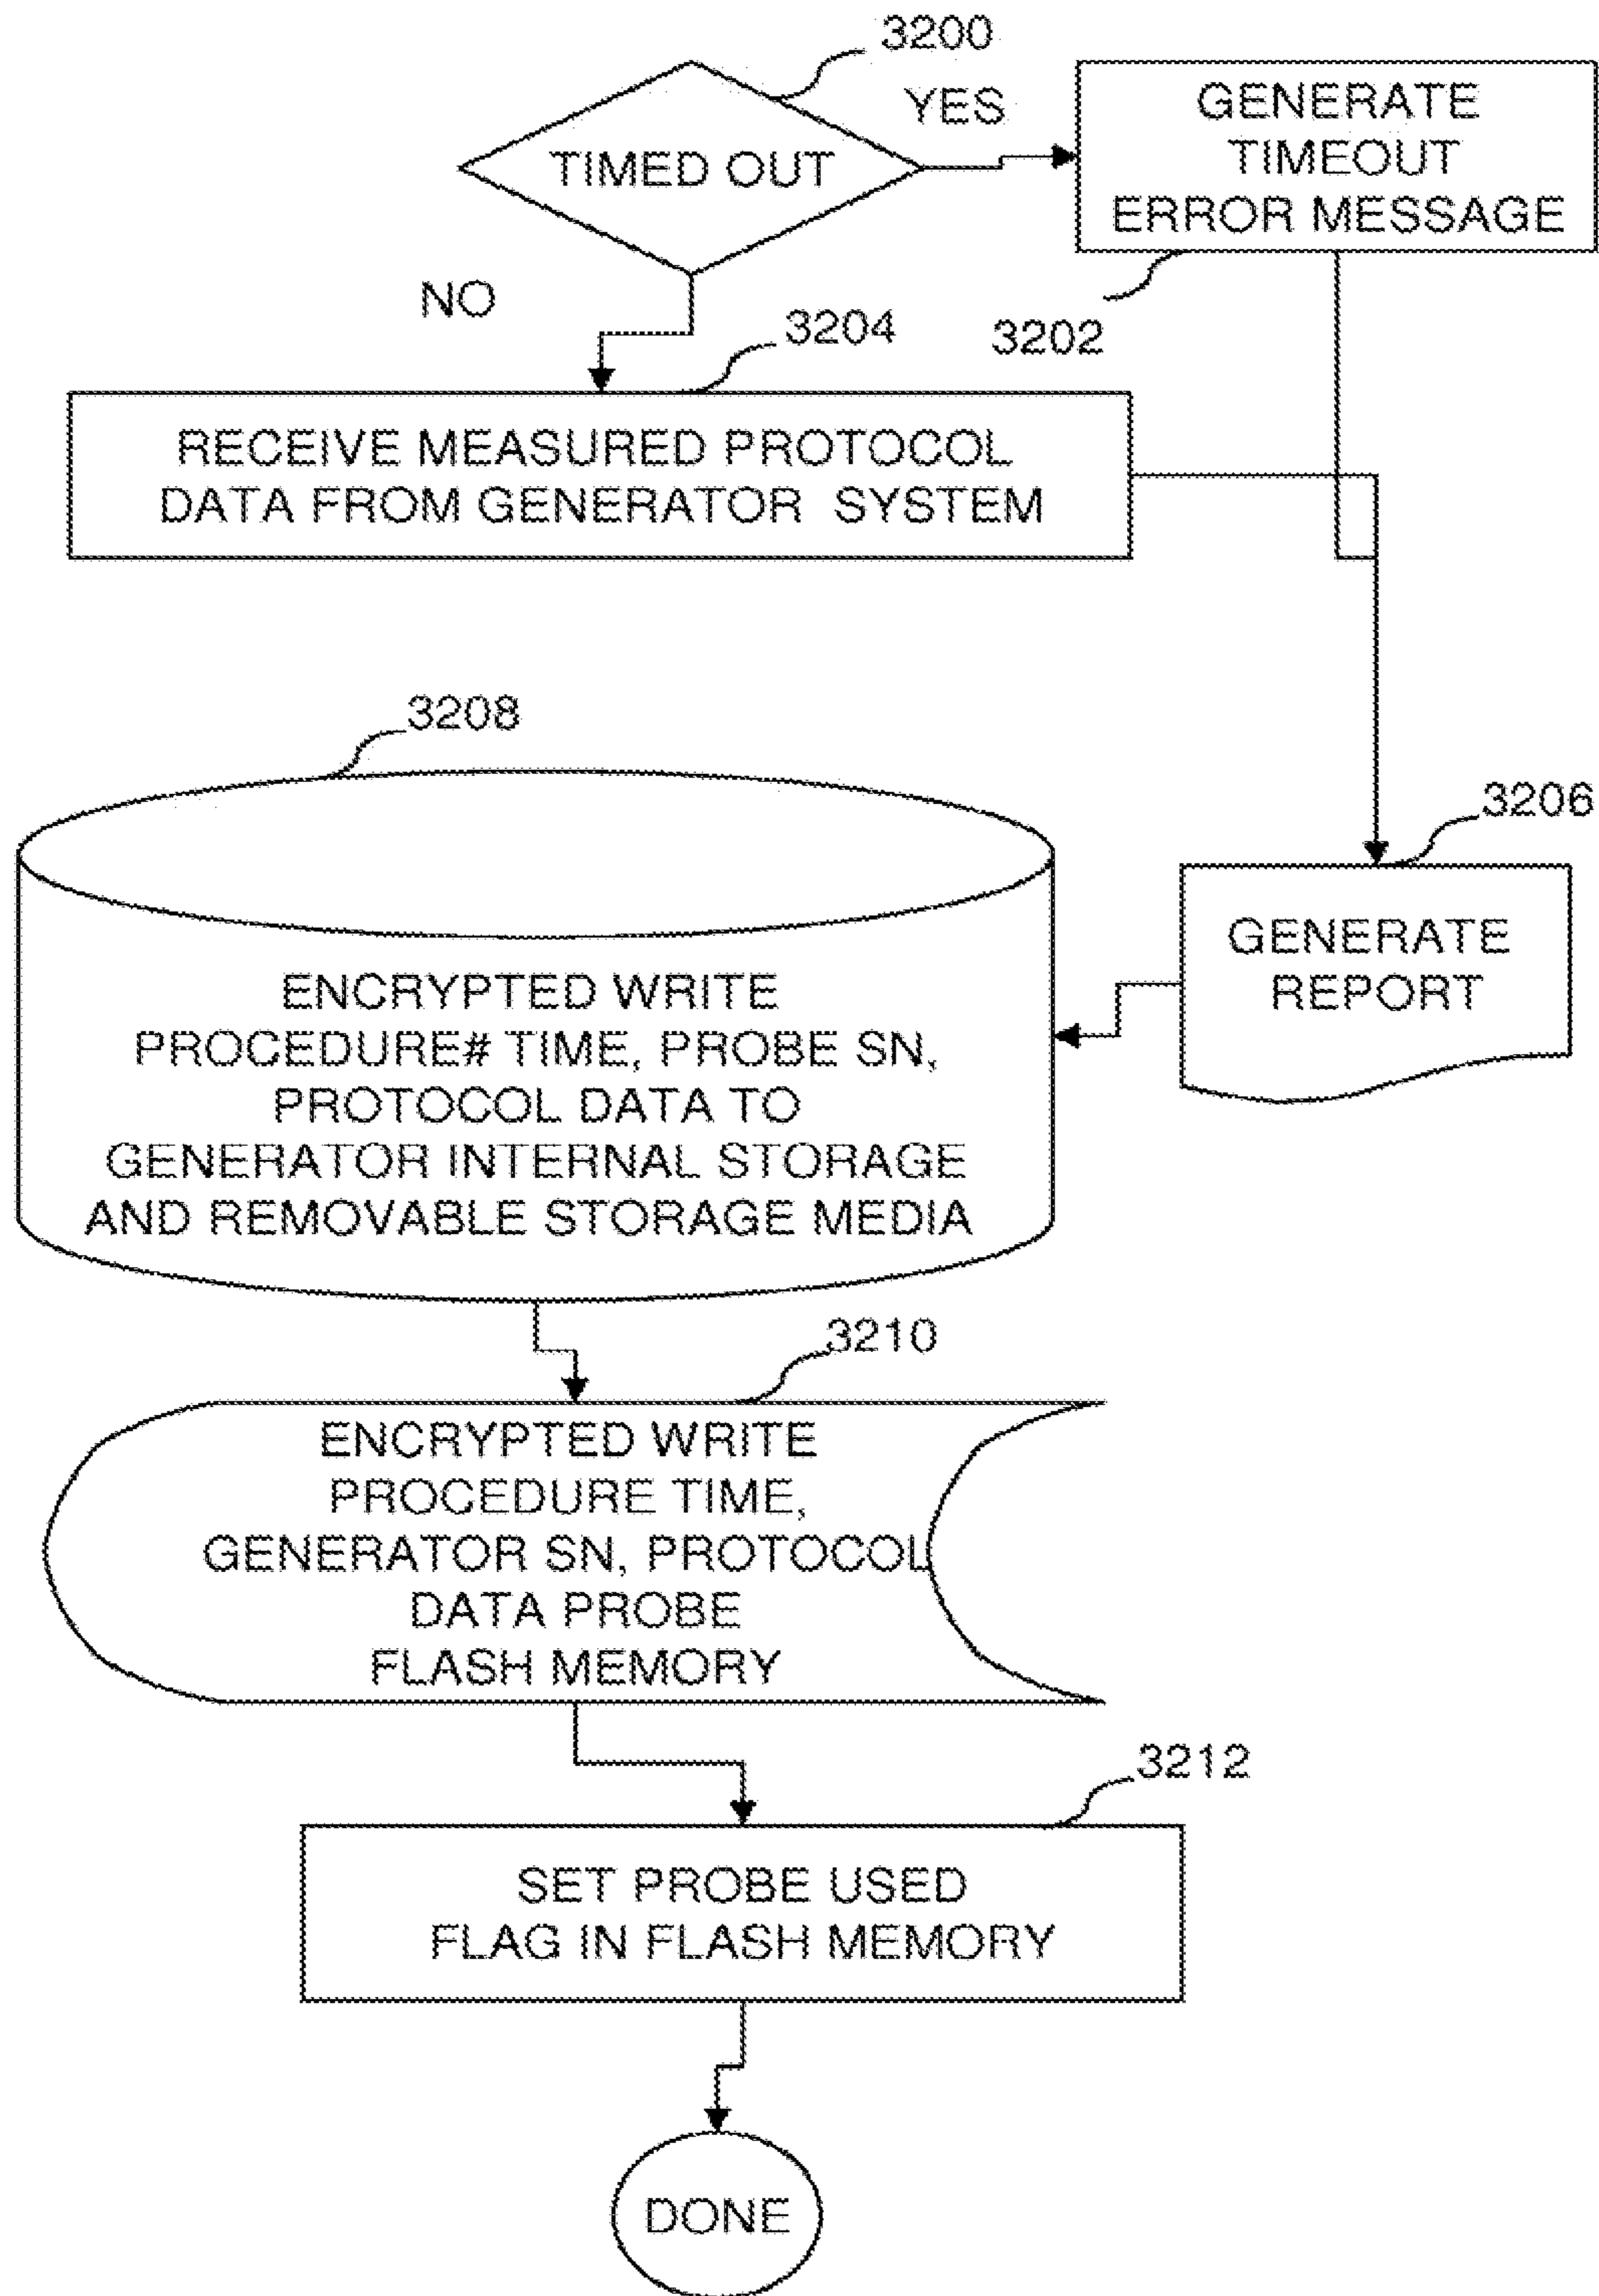 3200
YES
TIMED OUT
GENERATE
TIMEOUT
ERROR MESSAGE
NO
3204
3202
RECEIVE MEASURED PROTOCOL
DATA FROM GENERATOR SYSTEM
3208
3206
GENERATE
REPORT
ENCRYPTED WRITE
PROCEDURE# TIME, PROBE SN,
PROTOCOL DATA TO
GENERATOR INTERNAL STORAGE
AND REMOVABLE STORAGE MEDIA
3210
ENCRYPTED WRITE
PROCEDURE TIME,
GENERATOR SN, PROTOCOL
DATA PROBE
FLASH MEMORY
3212
SET PROBE USED
FLAG IN FLASH MEMORY
DONE